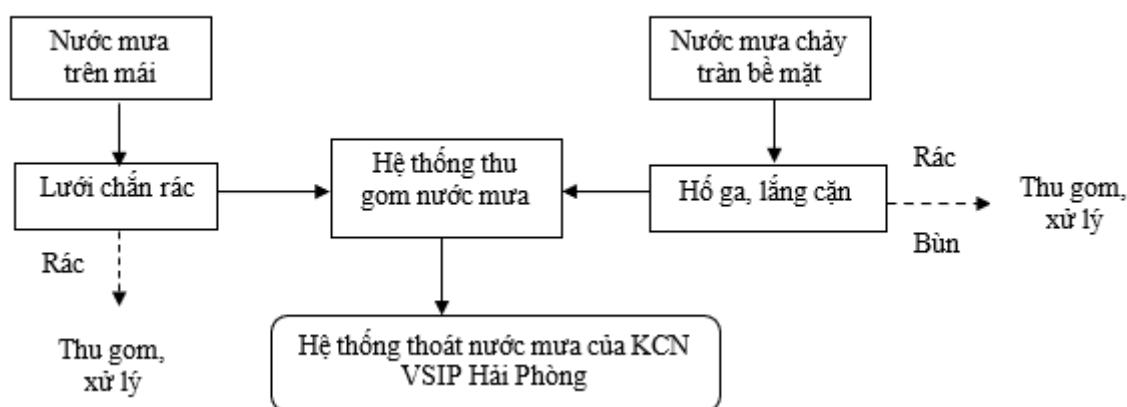 Nước mưa
trên mái
Nước mưa chảy
tràn bề mặt
Lưới chắn rác
Hệ thống thu
gom nước mưa
Hố ga, lắng cặn
Rác
Bùn
Thu gom,
xử lý
Rác
Thu gom,
xử lý
Hệ thống thoát nước mưa của KCN
VSIP Hải Phòng